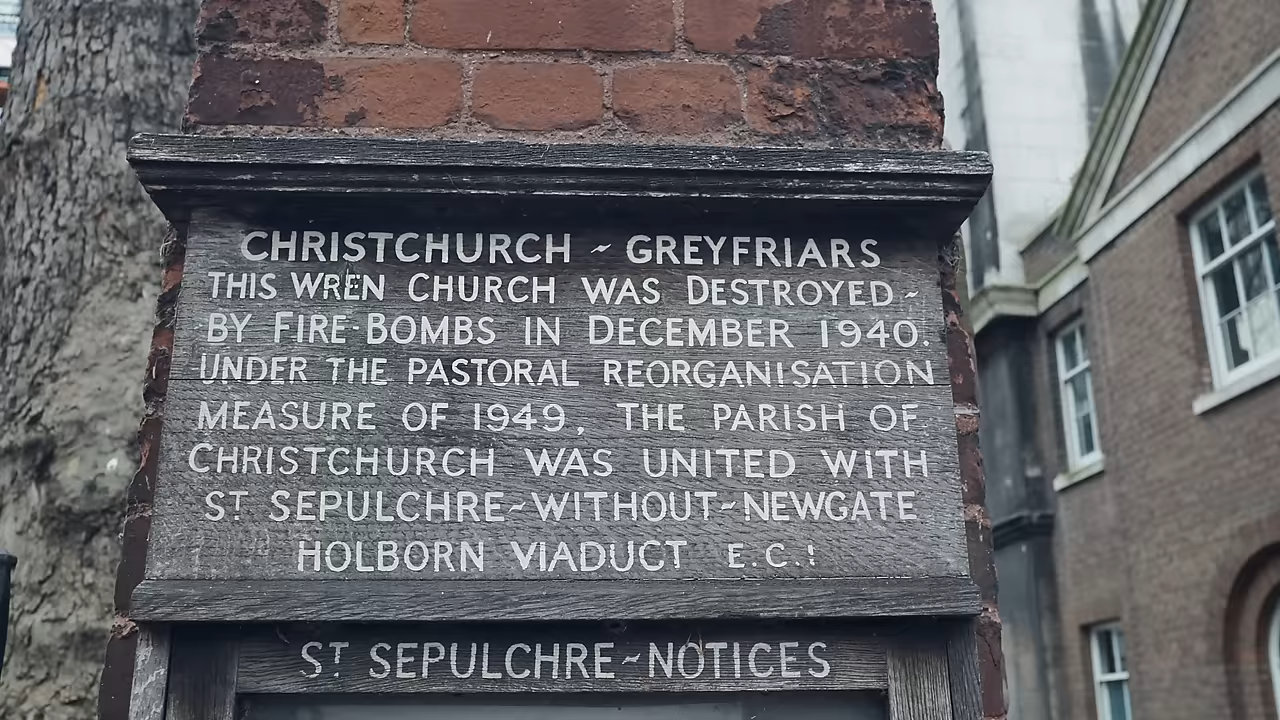 CHRISTCHURCH ~ GREYFRIARS
THIS WREN CHURCH WAS DESTROYED ~
BY FIRE-BOMBS IN DECEMBER 1940.
UNDER THE PASTORAL REORGANISATION
MEASURE OF 1949, THE PARISH OF
CHRISTCHURCH WAS UNITED WITH
ST SEPULCHRE~WITHOUT~NEWGATE
HOLBORN VIADUCT E.C.1
ST SEPULCHRE~NOTICES